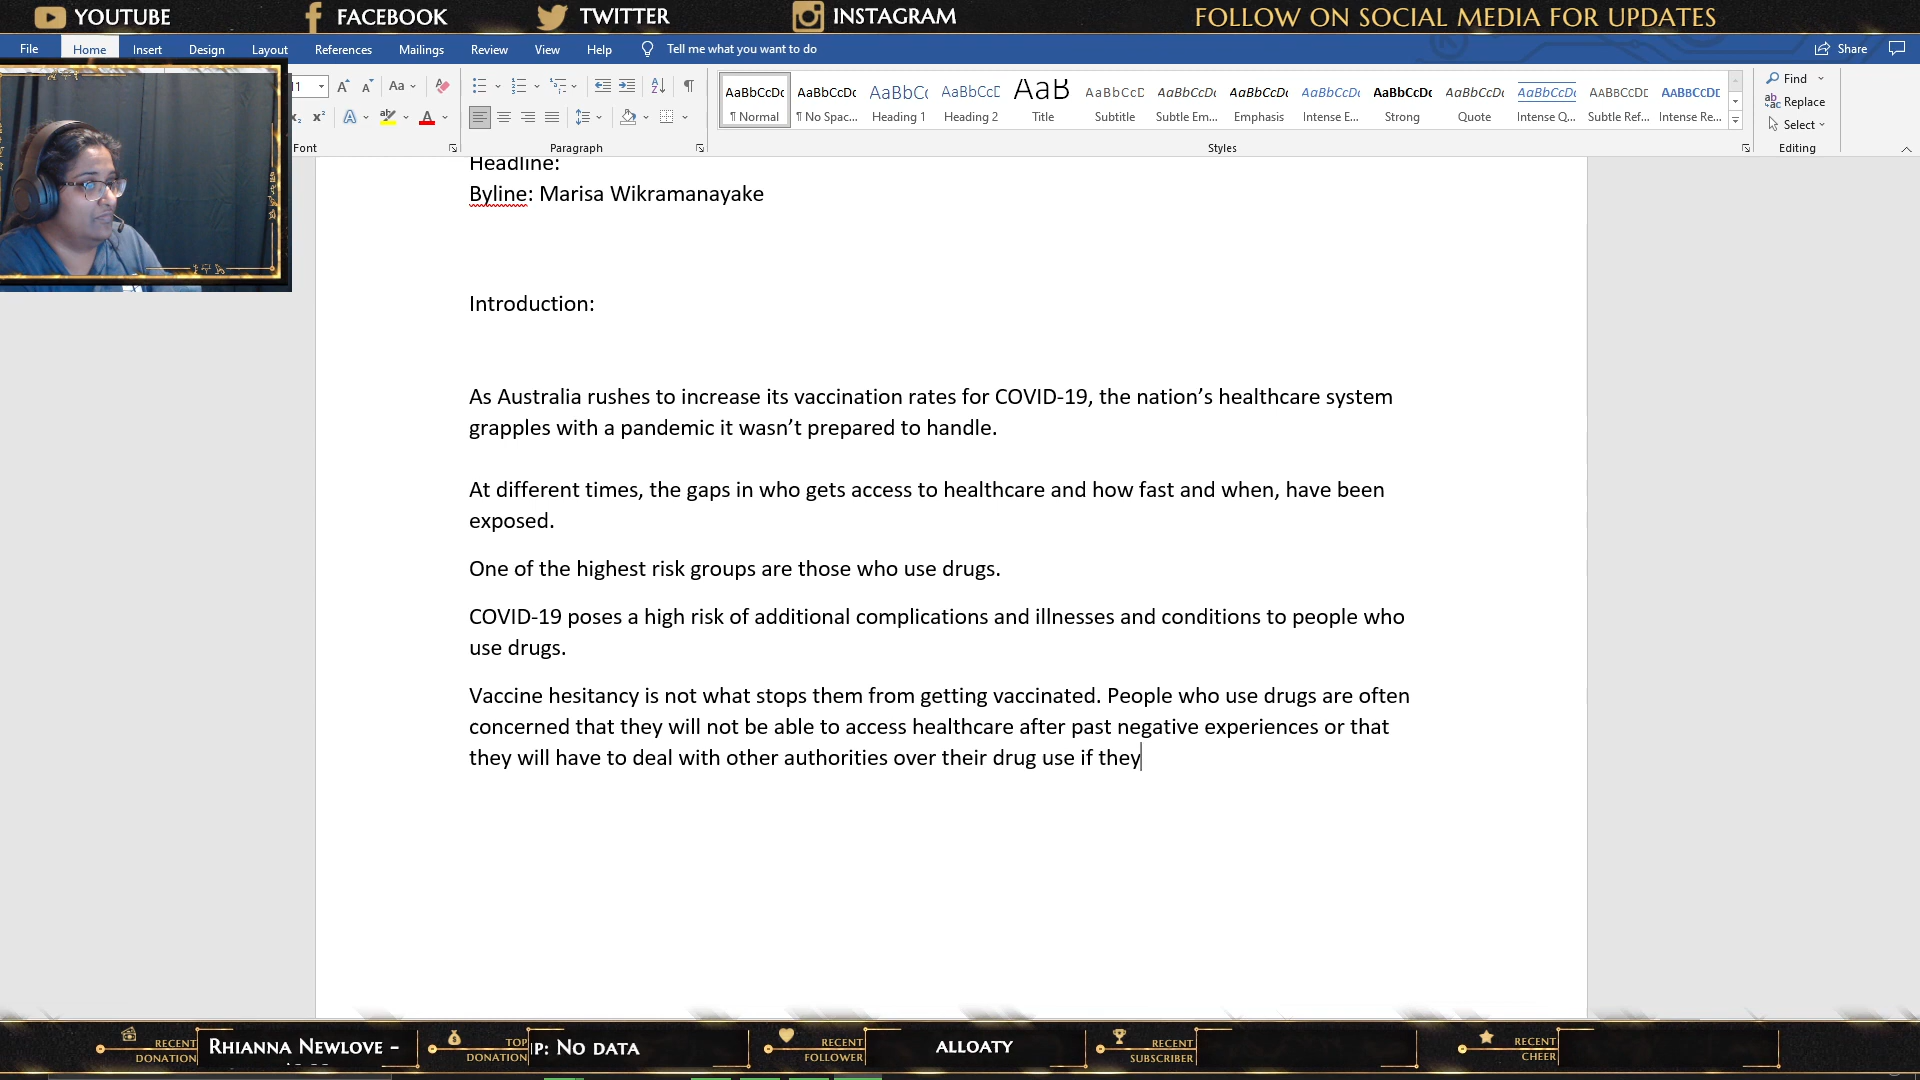 YOUTUBE FACEBOOK TWITTER INSTAGRAM FOLLOW ON SOCIAL MEDIA FOR UPDATES
File Home Insert Design Layout References Mailings Review View Help Tell me what you want to do Share
11 Aa
Font Paragraph Styles Editing
AaBbCcDc AaBbCcDc AaBbC AaBbCcD AaB AaBbCcD AaBbCcDc AaBbCcDc AaBbCcDc AaBbCcDc AaBbCcDc AaBbCcDc AaBbCcDc AaBbCcDc
¶ Normal ¶ No Spac... Heading 1 Heading 2 Title Subtitle Subtle Em... Emphasis Intense E... Strong Quote Intense Q... Subtle Ref... Intense Re...
Find
Replace
Select
Headline:
Byline: Marisa Wikramanayake
Introduction:
As Australia rushes to increase its vaccination rates for COVID-19, the nation’s healthcare system
grapples with a pandemic it wasn’t prepared to handle.
At different times, the gaps in who gets access to healthcare and how fast and when, have been
exposed.
One of the highest risk groups are those who use drugs.
COVID-19 poses a high risk of additional complications and illnesses and conditions to people who
use drugs.
Vaccine hesitancy is not what stops them from getting vaccinated. People who use drugs are often
concerned that they will not be able to access healthcare after past negative experiences or that
they will have to deal with other authorities over their drug use if they
RECENT DONATION Rhianna Newlove -
TOP DONATION P: No data
RECENT FOLLOWER ALLOATY
RECENT SUBSCRIBER
RECENT CHEER